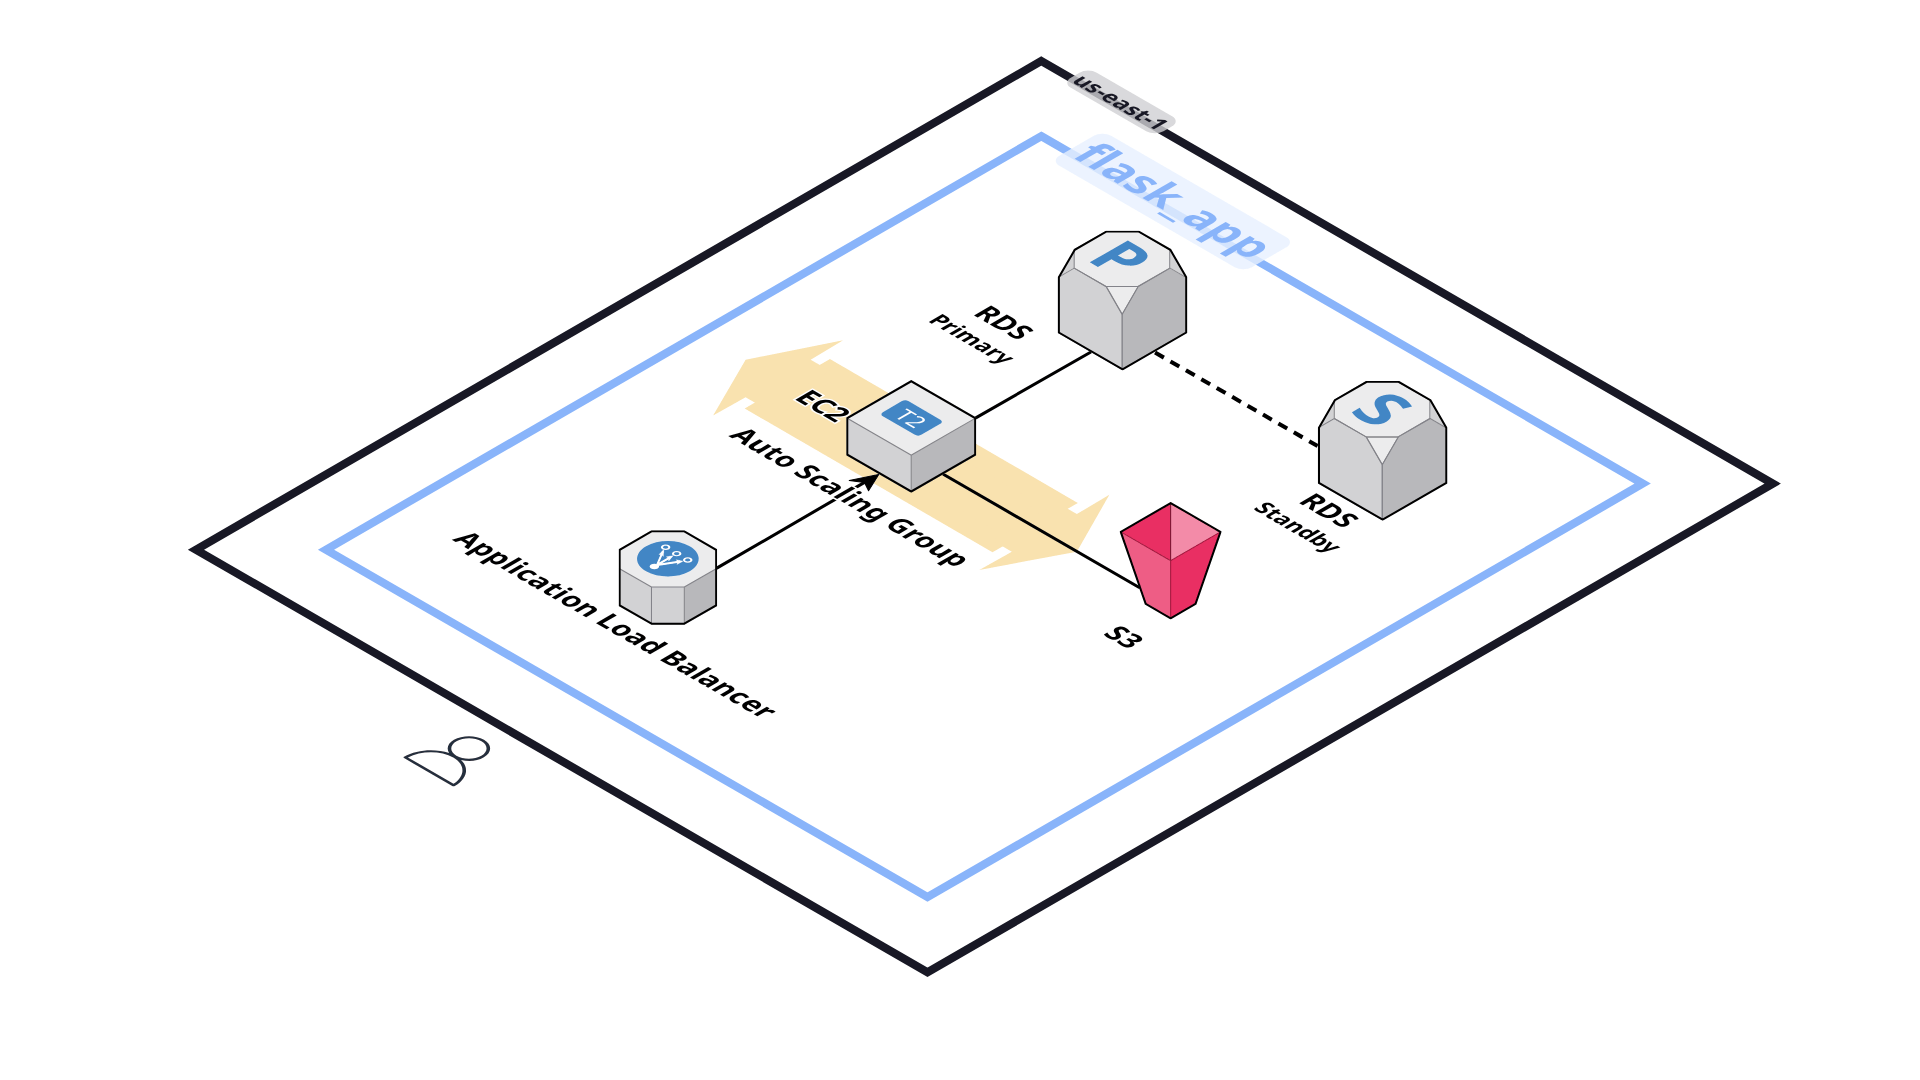 us-east-1
flask_app
P
RDS
Primary
S
RDS
Standby
EC2
T2
Auto Scaling Group
Application Load Balancer
S3